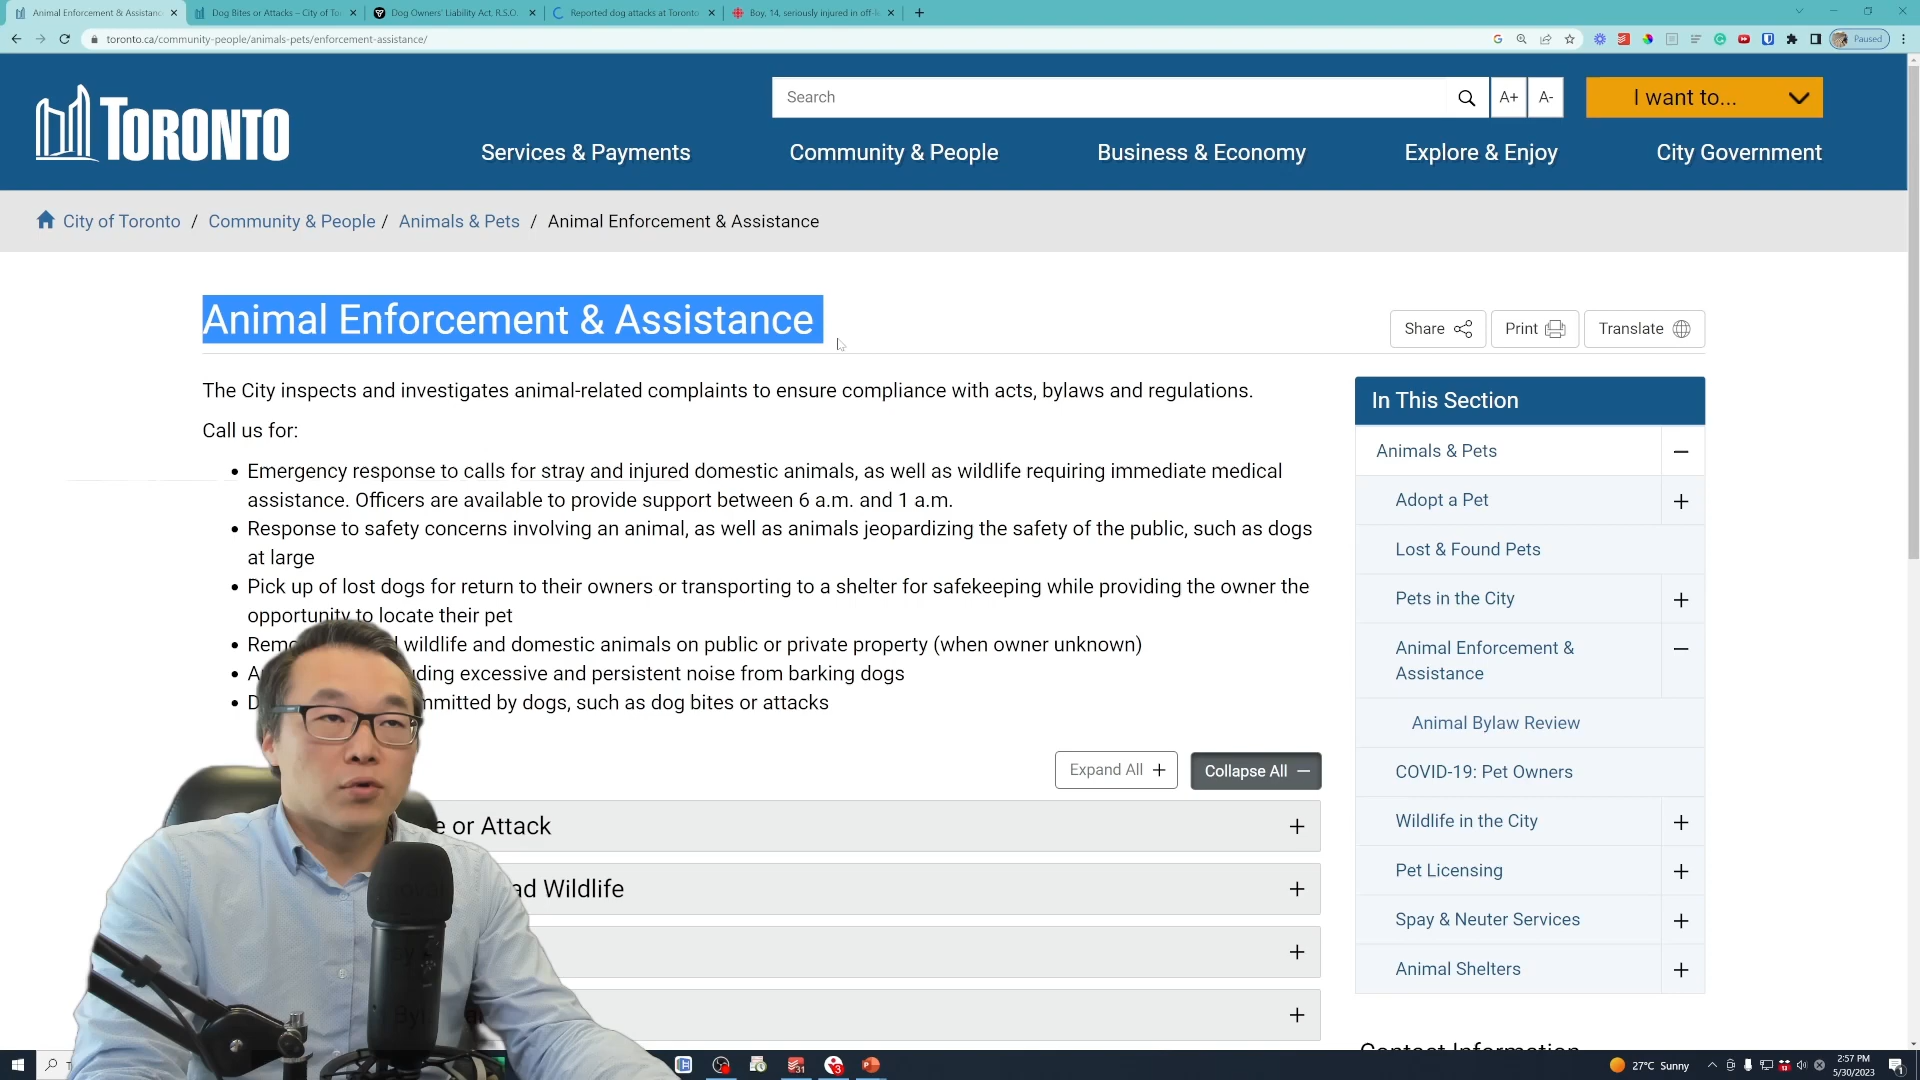 Animal Enforcement & Assistance
Dog Bites or Attacks – City of To
Dog Owners' Liability Act, R.S.O.
Reported dog attacks at Toronto
Boy, 14, seriously injured in off-l
toronto.ca/community-people/animals-pets/enforcement-assistance/
Paused
TORONTO
Search
A+
A-
I want to...
Services & Payments
Community & People
Business & Economy
Explore & Enjoy
City Government
City of Toronto / Community & People / Animals & Pets / Animal Enforcement & Assistance
Animal Enforcement & Assistance
Share
Print
Translate
The City inspects and investigates animal-related complaints to ensure compliance with acts, bylaws and regulations.
Call us for:
• Emergency response to calls for stray and injured domestic animals, as well as wildlife requiring immediate medical
assistance. Officers are available to provide support between 6 a.m. and 1 a.m.
• Response to safety concerns involving an animal, as well as animals jeopardizing the safety of the public, such as dogs
at large
• Pick up of lost dogs for return to their owners or transporting to a shelter for safekeeping while providing the owner the
opportunity to locate their pet
• wildlife and domestic animals on public or private property (when owner unknown)
• excessive and persistent noise from barking dogs
• by dogs, such as dog bites or attacks
Expand All +
Collapse All −
or Attack +
Wildlife +
+
+
In This Section
Animals & Pets −
Adopt a Pet +
Lost & Found Pets
Pets in the City +
Animal Enforcement & −
Assistance
Animal Bylaw Review
COVID-19: Pet Owners
Wildlife in the City +
Pet Licensing +
Spay & Neuter Services +
Animal Shelters +
Contact Information
27°C Sunny
2:57 PM
5/30/2023